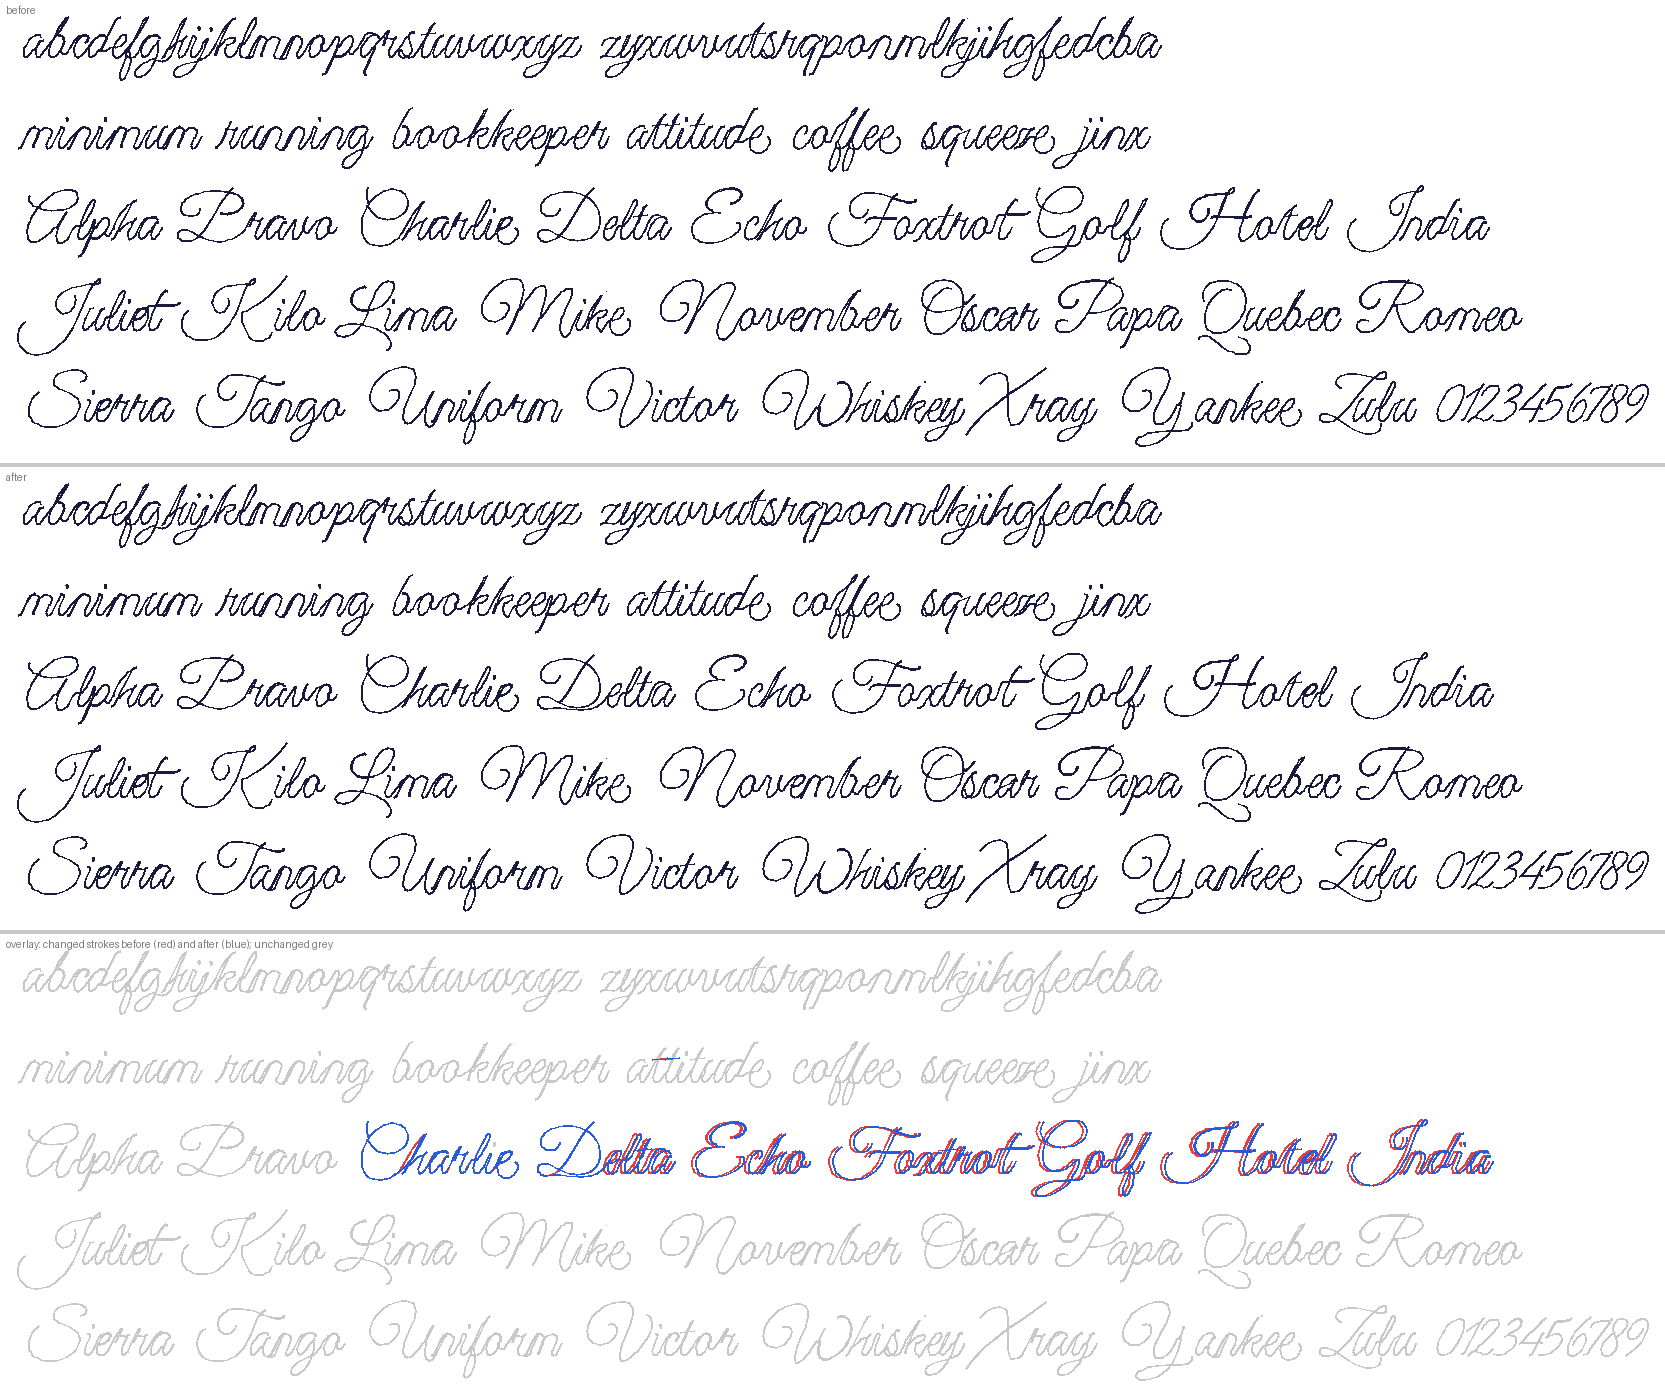 before
abcdefghijklmnopqrstuvwxyz zyxwvutsrqponmlkjihgfedcba
minimum running bookkeeper attitude coffee squeeze jinx
Alpha Bravo Charlie Delta Echo Foxtrot Golf Hotel India
Juliet Kilo Lima Mike November Oscar Papa Quebec Romeo
Sierra Tango Uniform Victor Whiskey Xray Yankee Zulu 0123456789
after
abcdefghijklmnopqrstuvwxyz zyxwvutsrqponmlkjihgfedcba
minimum running bookkeeper attitude coffee squeeze jinx
Alpha Bravo Charlie Delta Echo Foxtrot Golf Hotel India
Juliet Kilo Lima Mike November Oscar Papa Quebec Romeo
Sierra Tango Uniform Victor Whiskey Xray Yankee Zulu 0123456789
overlay: changed strokes before (red) and after (blue); unchanged grey
abcdefghijklmnopqrstuvwxyz zyxwvutsrqponmlkjihgfedcba
minimum running bookkeeper attitude coffee squeeze jinx
Alpha Bravo Charlie Delta Echo Foxtrot Golf Hotel India
Juliet Kilo Lima Mike November Oscar Papa Quebec Romeo
Sierra Tango Uniform Victor Whiskey Xray Yankee Zulu 0123456789